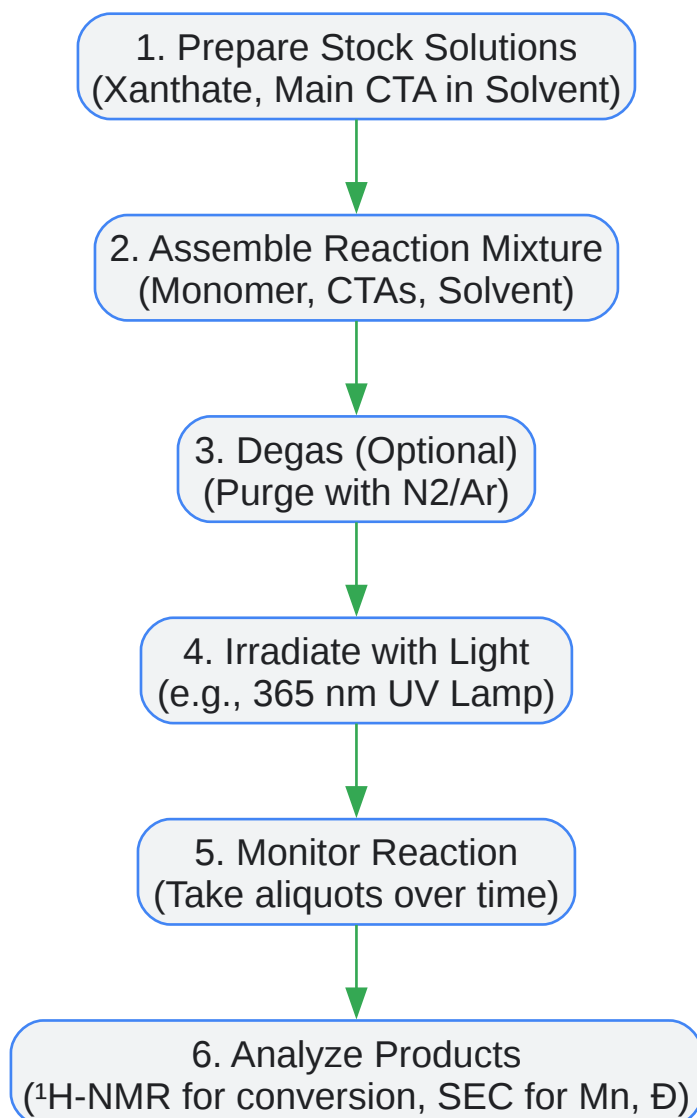 1. Prepare Stock Solutions
(Xanthate, Main CTA in Solvent)
2. Assemble Reaction Mixture
(Monomer, CTAs, Solvent)
3. Degas (Optional)
(Purge with N2/Ar)
4. Irradiate with Light
(e.g., 365 nm UV Lamp)
5. Monitor Reaction
(Take aliquots over time)
6. Analyze Products
(¹H-NMR for conversion, SEC for Mn, Đ)